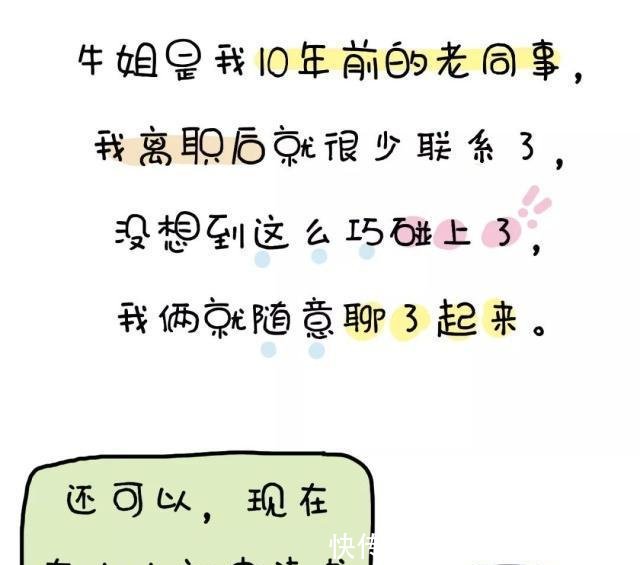 牛姐是我10年前的老同事，
我离职后就很少联系了，
没想到这么巧碰上了，
我俩就随意聊了起来。
还可以，现在
快传